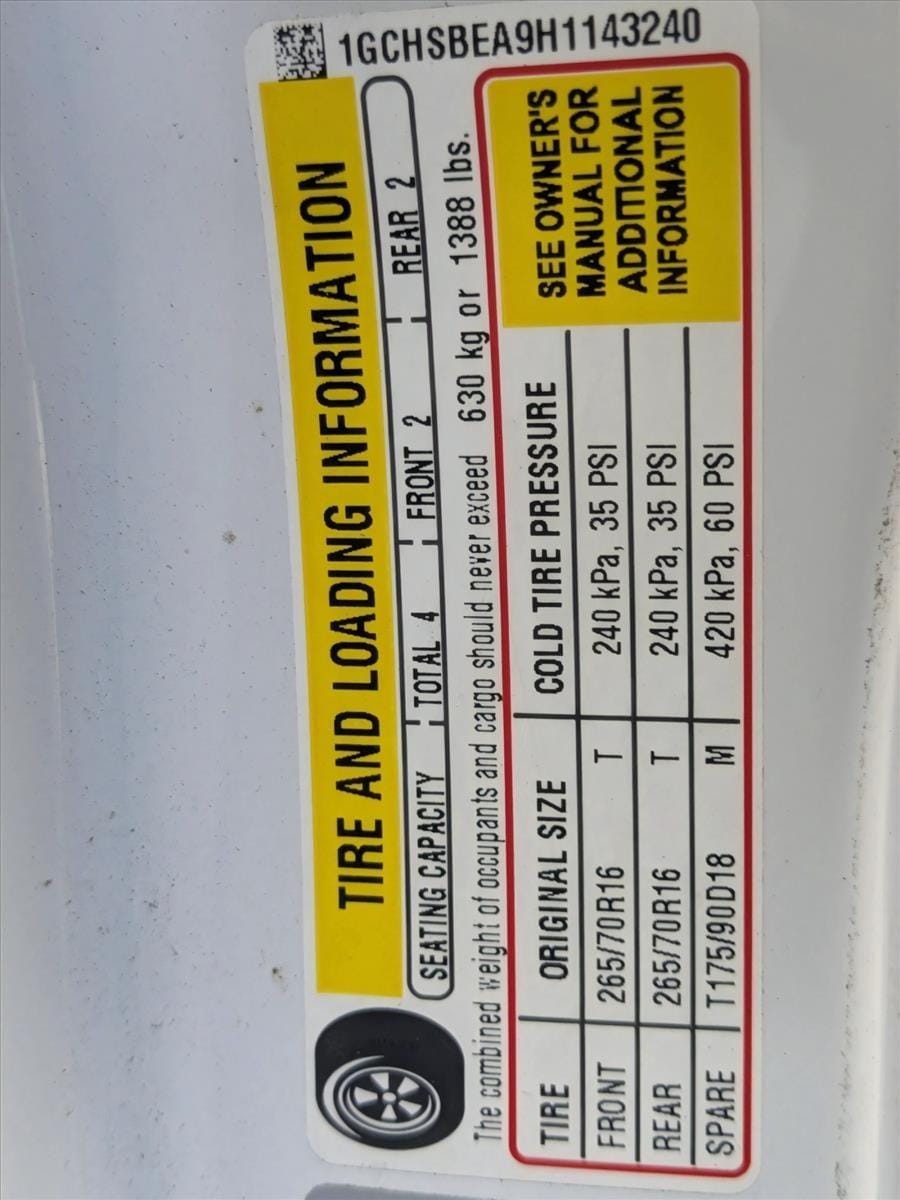 1GCHSBEA9H1143240
TIRE AND LOADING INFORMATION
SEATING CAPACITY TOTAL 4 FRONT 2 REAR 2
The combined weight of occupants and cargo should never exceed 630 kg or 1388 lbs.
TIRE ORIGINAL SIZE COLD TIRE PRESSURE
FRONT 265/70R16 T 240 kPa, 35 PSI
REAR 265/70R16 T 240 kPa, 35 PSI
SPARE T175/90D18 M 420 kPa, 60 PSI
SEE OWNER'S
MANUAL FOR
ADDITIONAL
INFORMATION